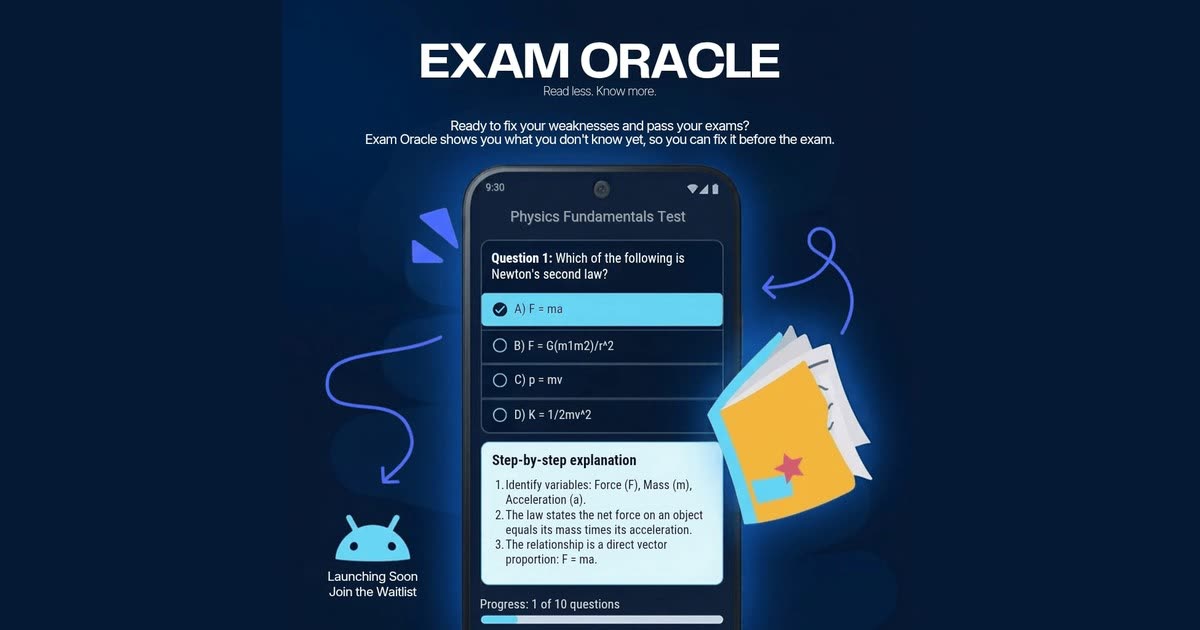 EXAM ORACLE
Read less. Know more.
Ready to fix your weaknesses and pass your exams?
Exam Oracle shows you what you don't know yet, so you can fix it before the exam.
9:30
Physics Fundamentals Test
Question 1: Which of the following is
Newton's second law?
A) F = ma
B) F = G(m1m2)/r^2
C) p = mv
D) K = 1/2mv^2
Step-by-step explanation
1. Identify variables: Force (F), Mass (m),
Acceleration (a).
2. The law states the net force on an object
equals its mass times its acceleration.
3. The relationship is a direct vector
proportion: F = ma.
Launching Soon
Join the Waitlist
Progress: 1 of 10 questions